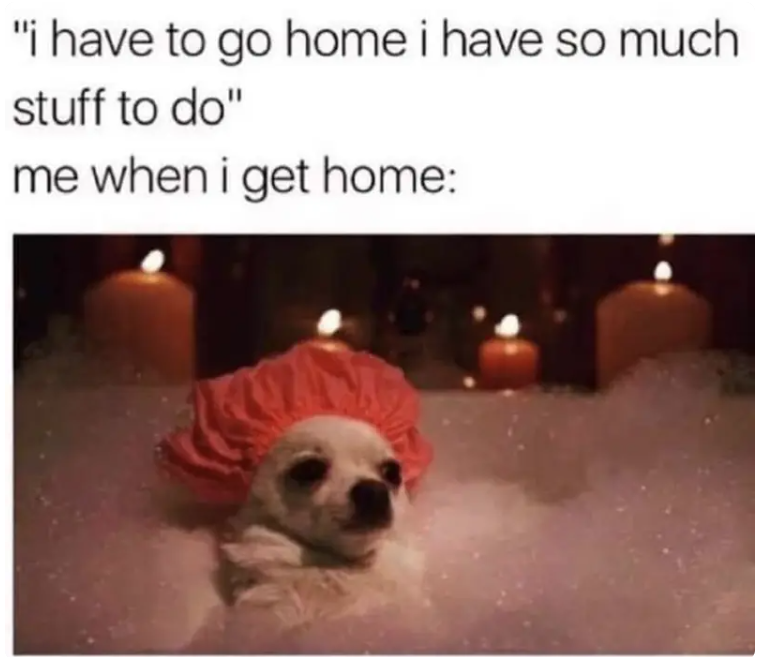 "i have to go home i have so much
stuff to do"
me when i get home: